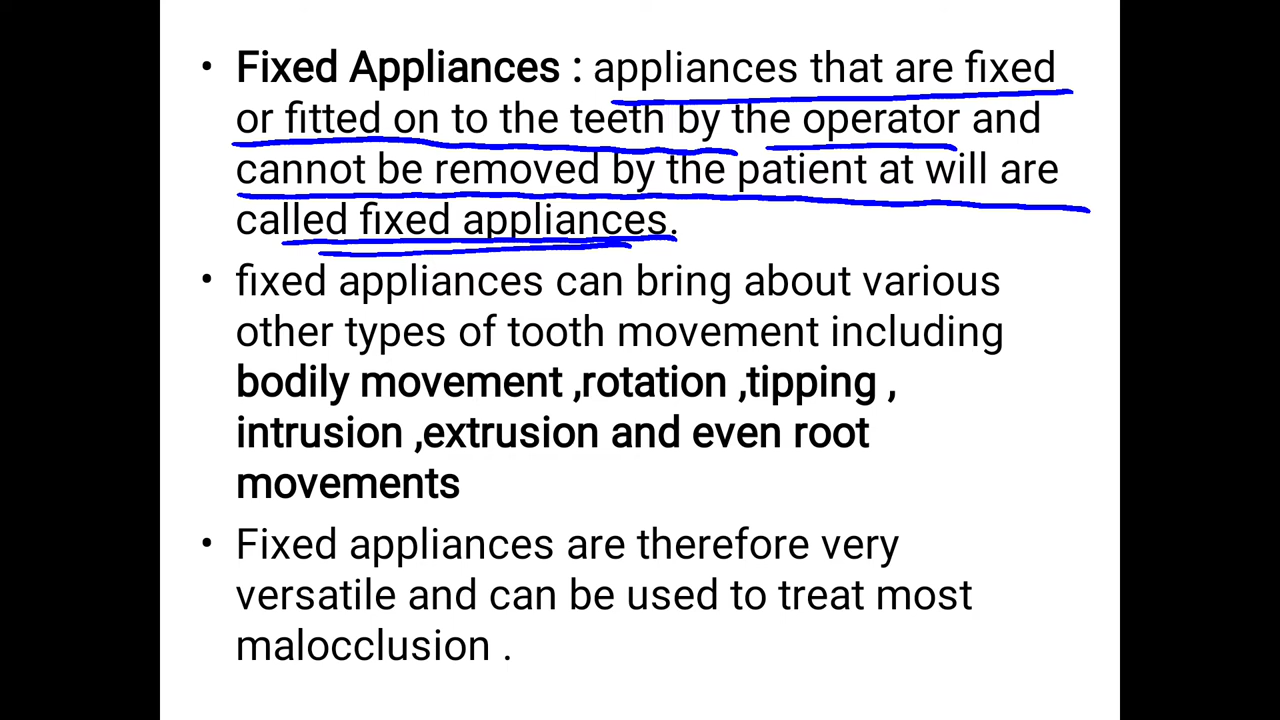 • Fixed Appliances : appliances that are fixed
or fitted on to the teeth by the operator and
cannot be removed by the patient at will are
called fixed appliances.
• fixed appliances can bring about various
other types of tooth movement including
bodily movement ,rotation ,tipping ,
intrusion ,extrusion and even root
movements
• Fixed appliances are therefore very
versatile and can be used to treat most
malocclusion .